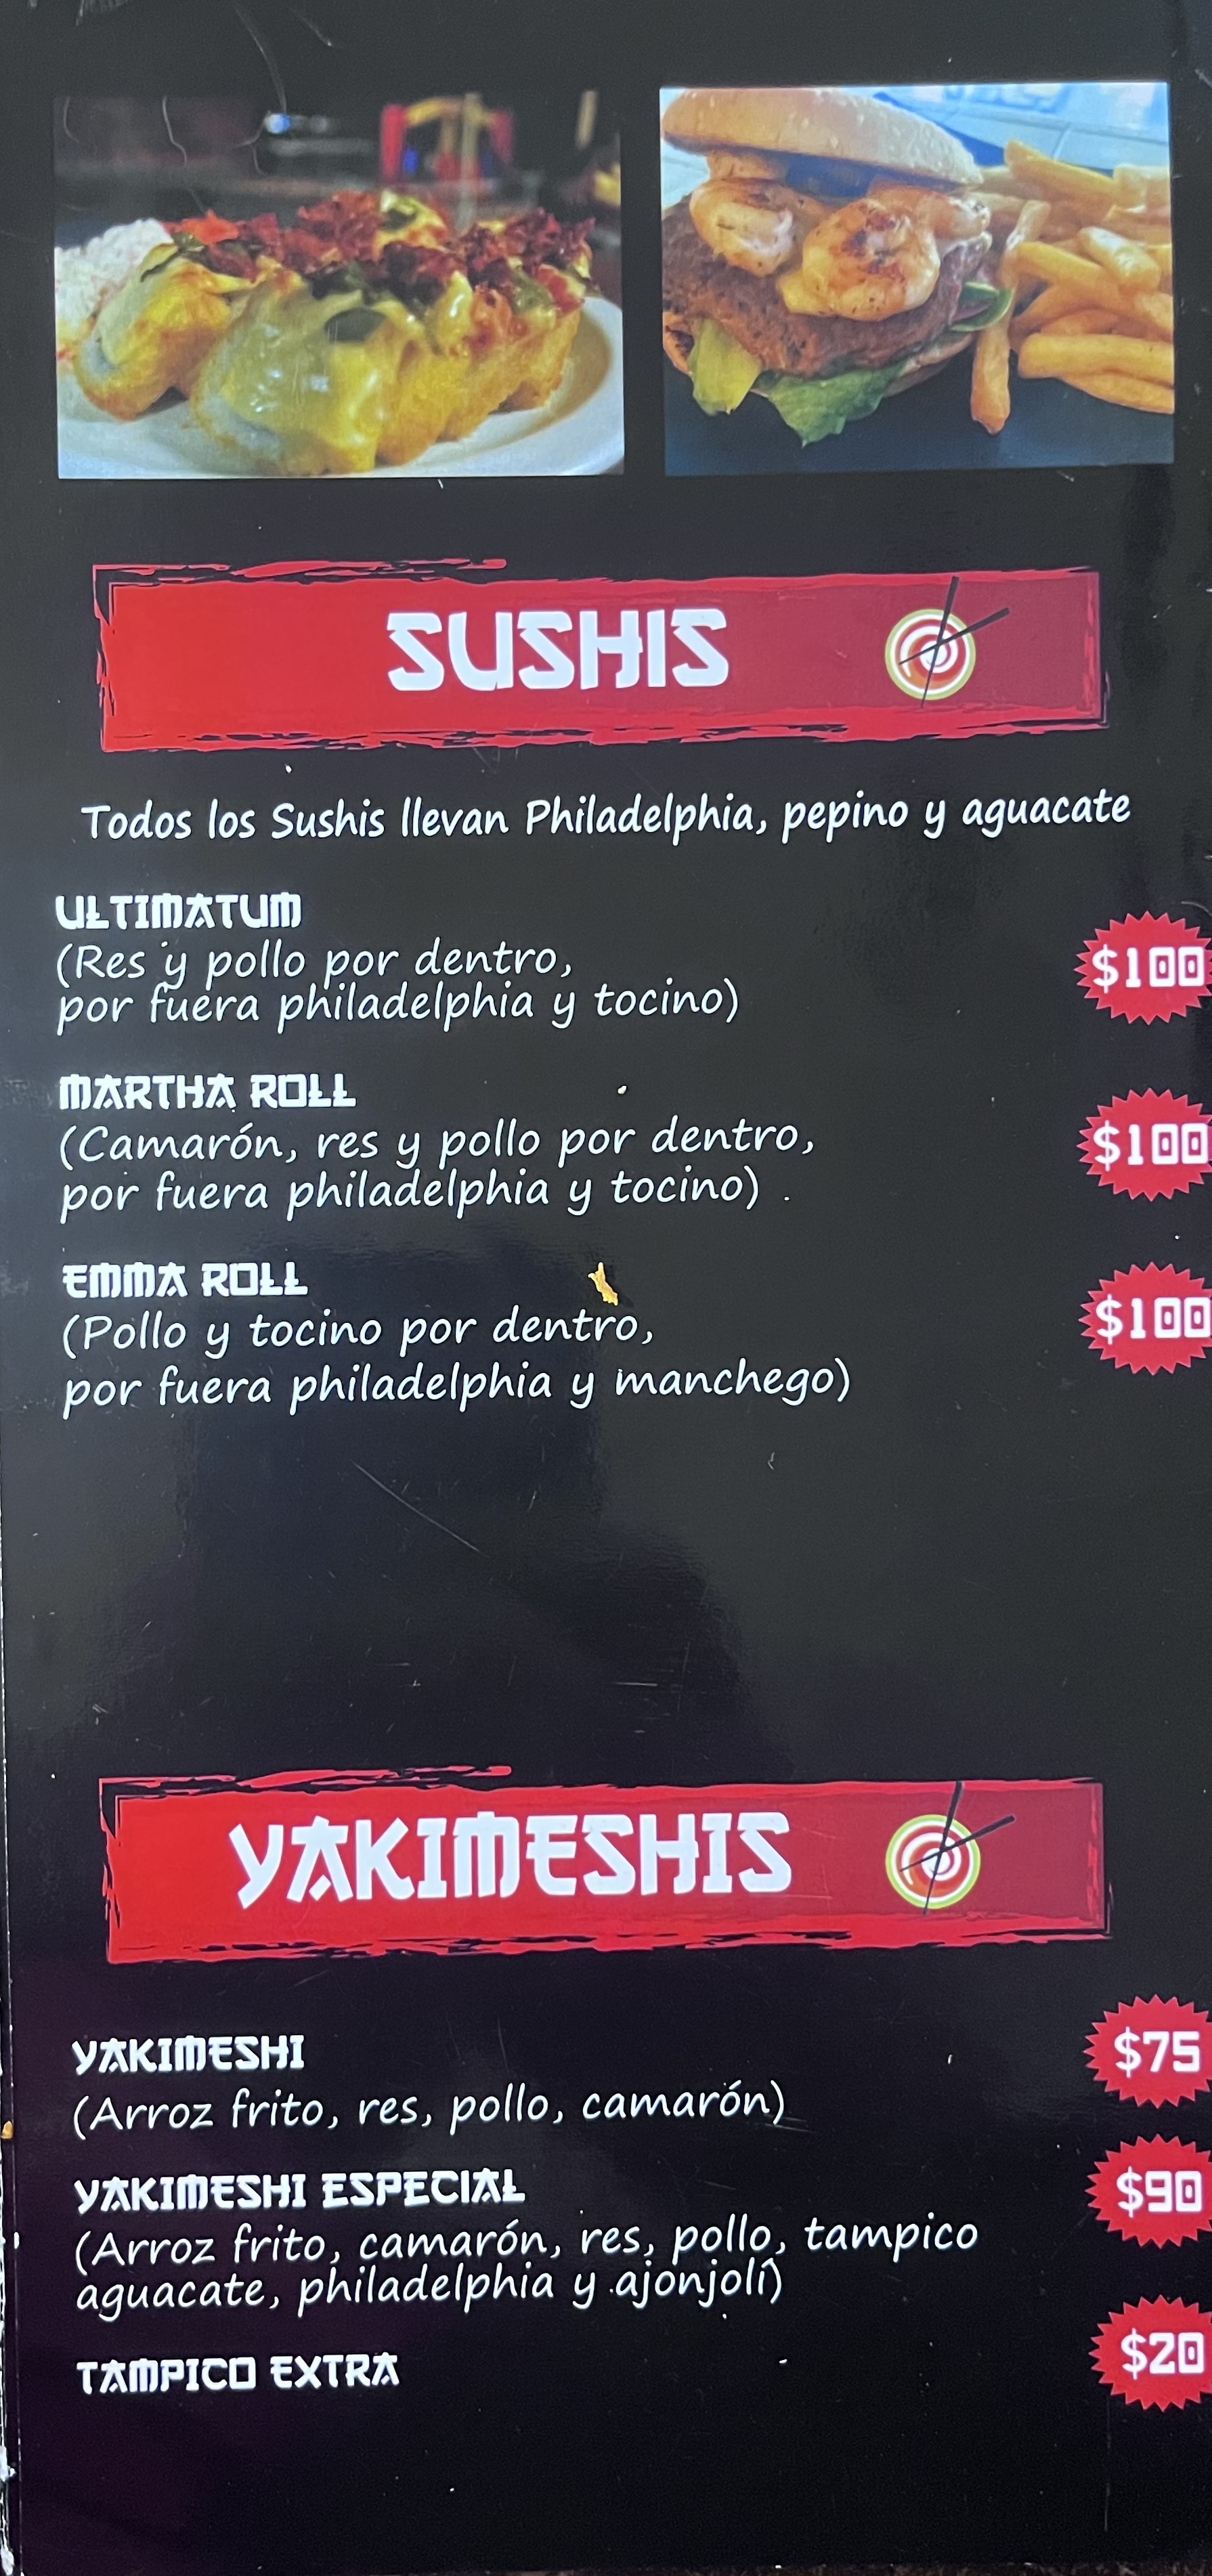 SUSHIS
Todos los Sushis llevan Philadelphia, pepino y aguacate
ULTIMATUM
(Res y pollo por dentro,
$100
por fuera philadelphia y tocino)
MARTHA ROLL
(Camarón, res y pollo por dentro,
$100
por fuera philadelphia y tocino)
EMMA ROLL
(Pollo y tocino por dentro,
$100
por fuera philadelphia y manchego)
YAKIMESHIS
YAKIMESHI
$75
(Arroz frito, res, pollo, camarón)
YAKIMESHI ESPECIAL
$90
(Arroz frito, camarón, res, pollo, tampico
aguacate, philadelphia y ajonjolí)
TAMPICO EXTRA
$20